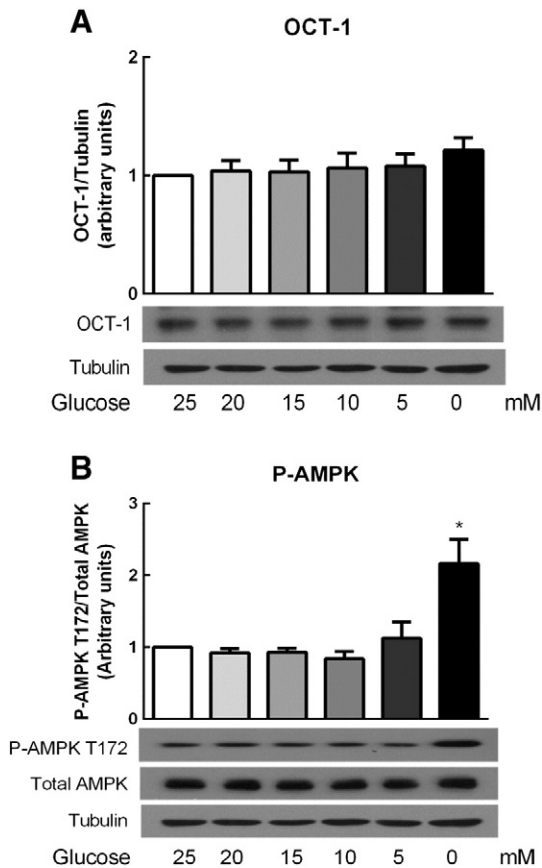 A
OCT-1
OCT-1/Tubulin
(arbitrary units)
2
1
0
OCT-1
Tubulin
Glucose 25 20 15 10 5 0 mM
B
P-AMPK
P-AMPK T172/Total AMPK
(Arbitrary units)
3
2
1
0
*
P-AMPK T172
Total AMPK
Tubulin
Glucose 25 20 15 10 5 0 mM